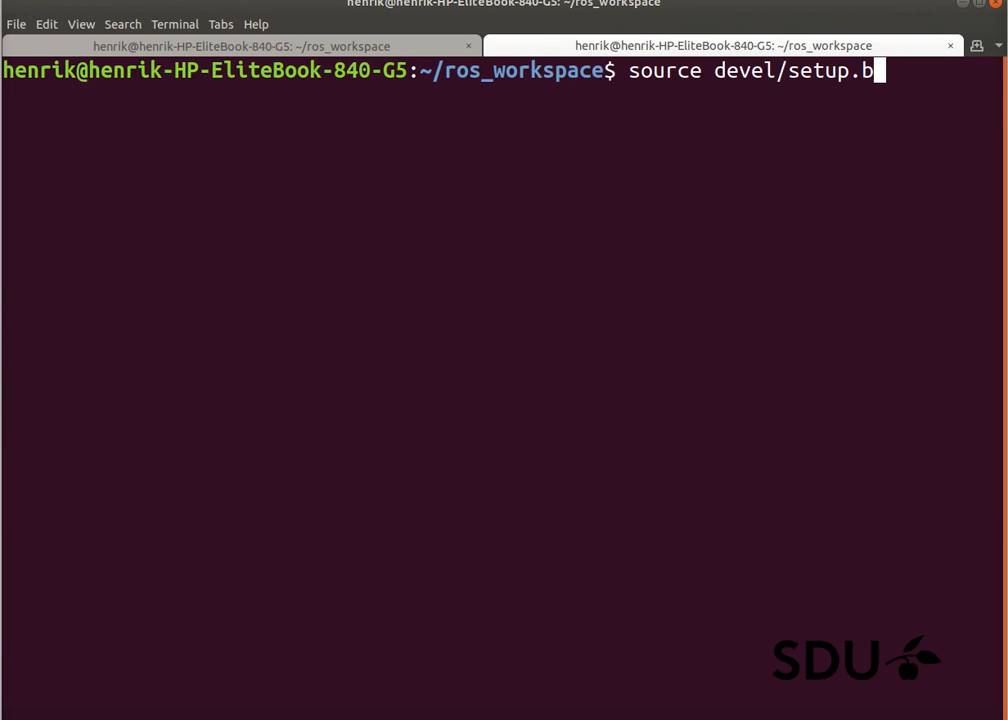 henrik@henrik-HP-EliteBook-840-G5: ~/ros_workspace
File Edit View Search Terminal Tabs Help
henrik@henrik-HP-EliteBook-840-G5: ~/ros_workspace × henrik@henrik-HP-EliteBook-840-G5: ~/ros_workspace ×
henrik@henrik-HP-EliteBook-840-G5:~/ros_workspace$ source devel/setup.b
SDU